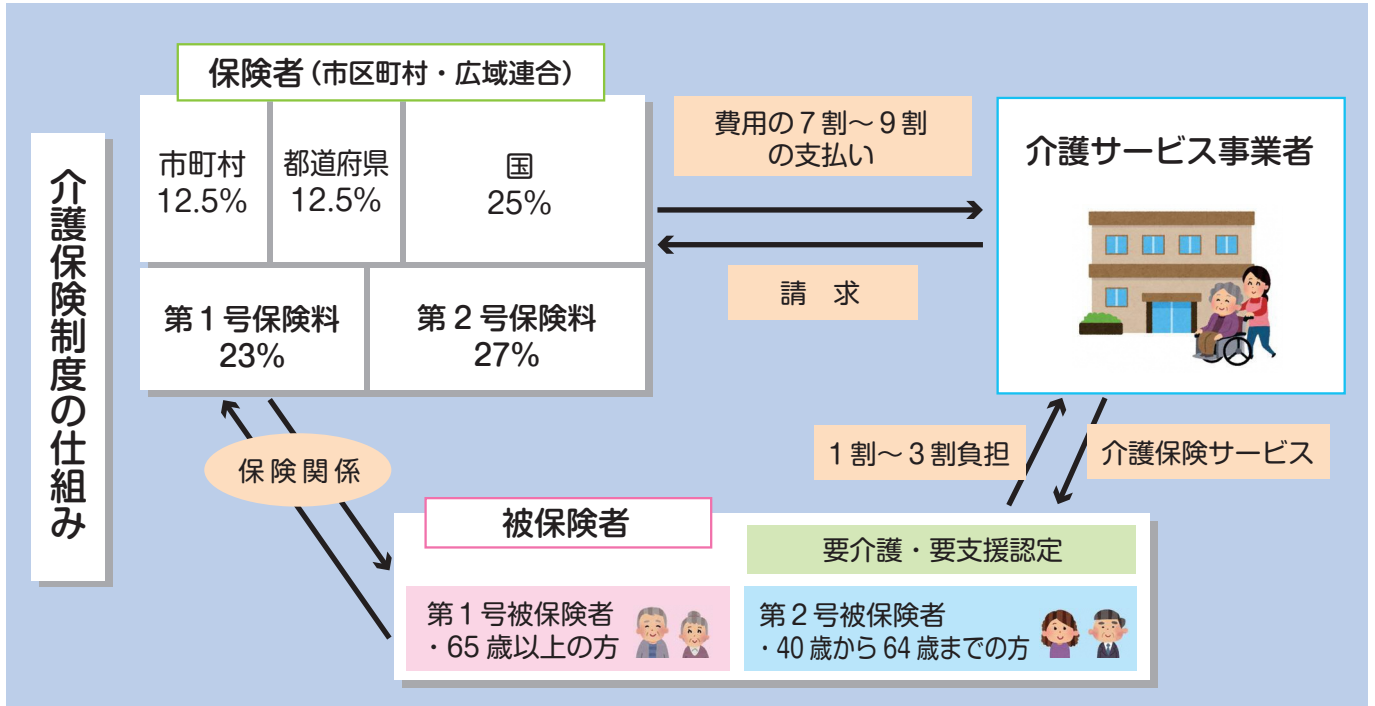 介護保険制度の仕組み
保険者（市区町村・広域連合）
市町村
12.5%
都道府県
12.5%
国
25%
第１号保険料
23%
第２号保険料
27%
費用の７割～９割
の支払い
請　求
介護サービス事業者
保険関係
１割～３割負担
介護保険サービス
被保険者
要介護・要支援認定
第１号被保険者
・65歳以上の方
第２号被保険者
・40歳から64歳までの方